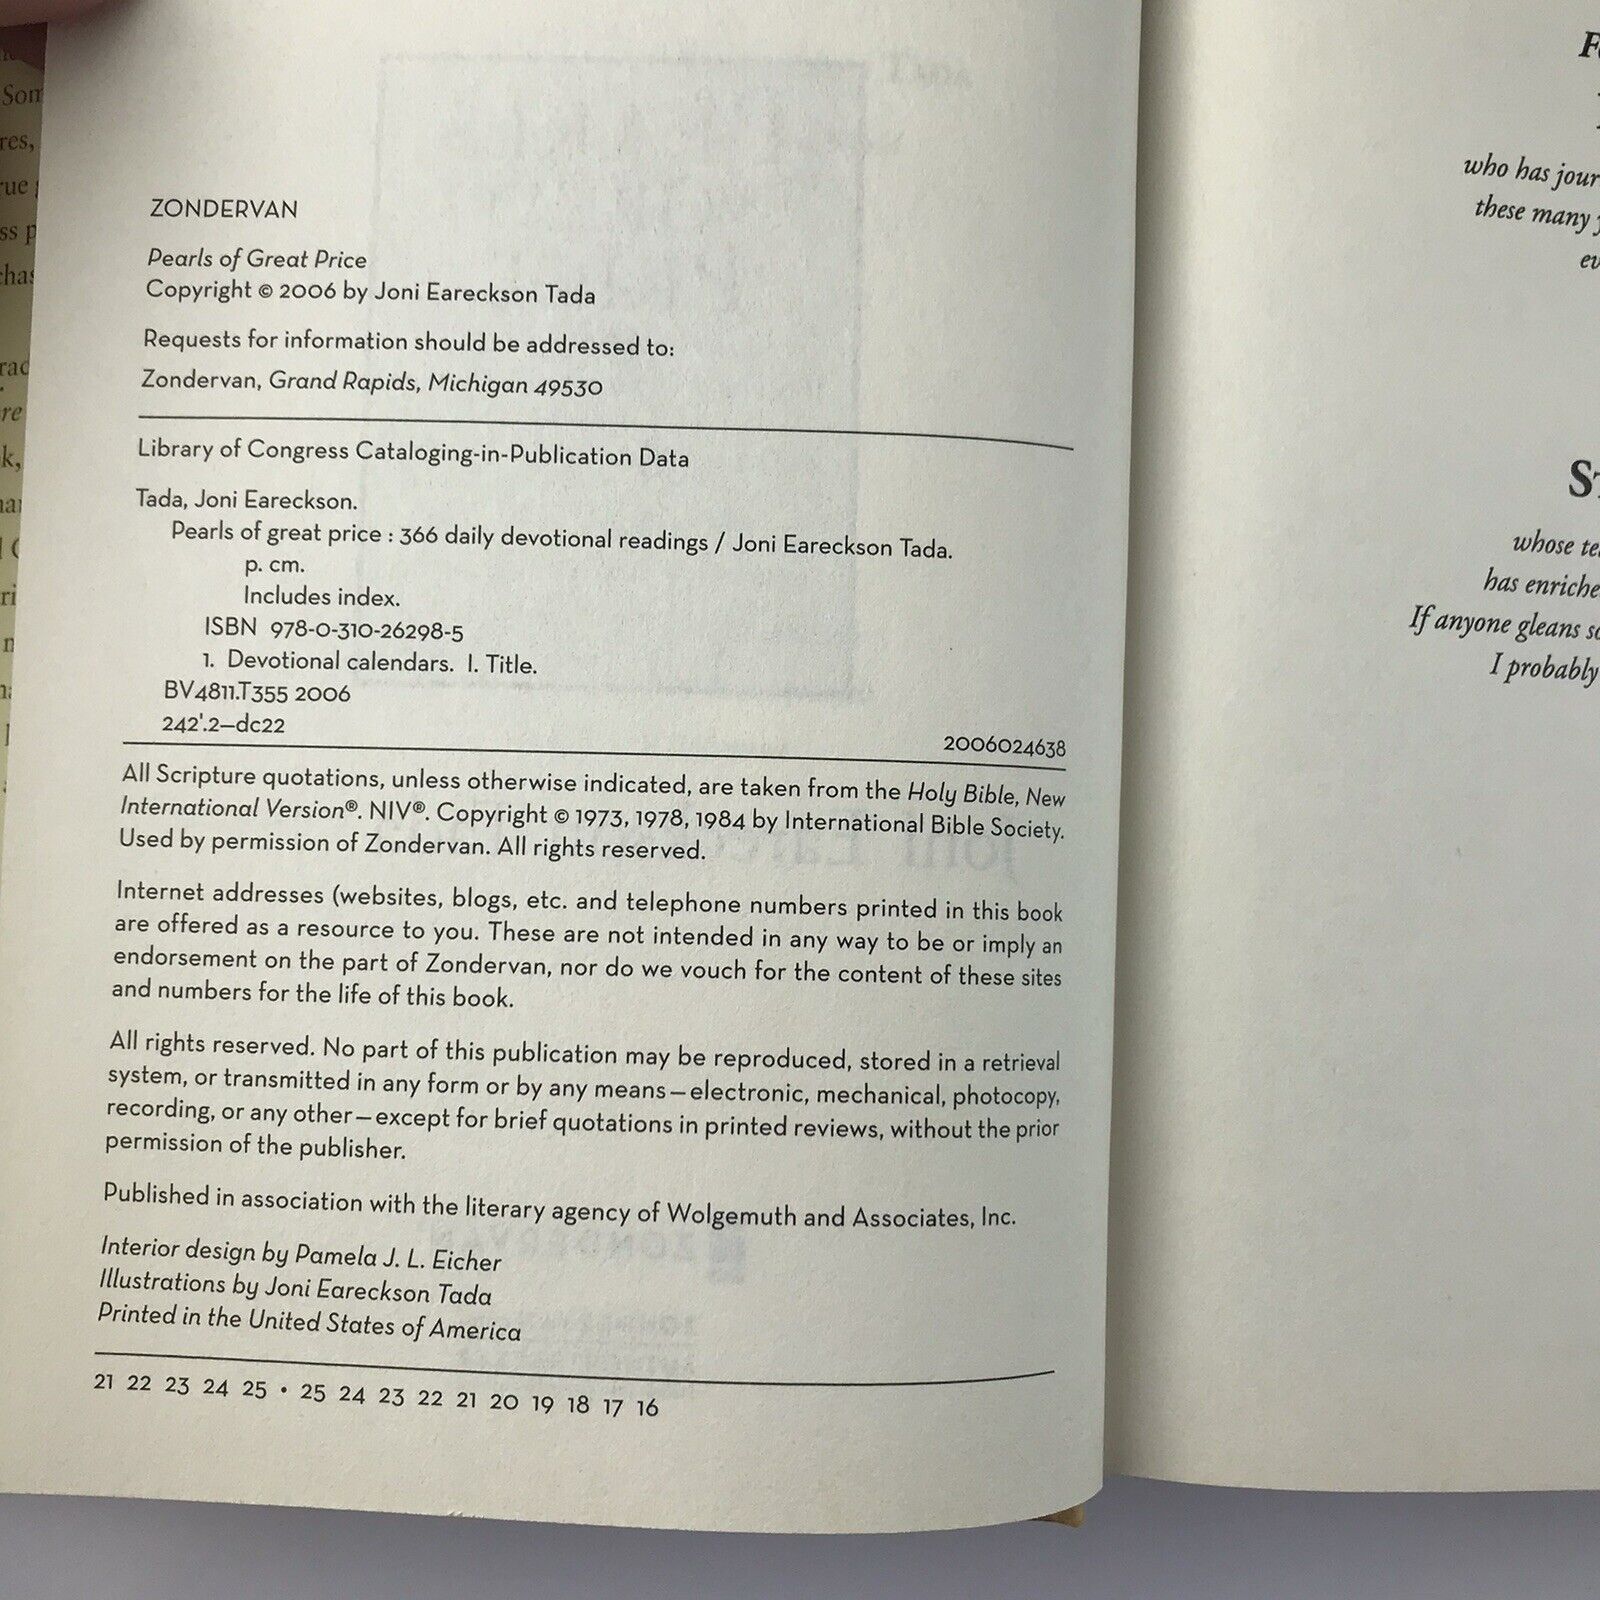 ZONDERVAN
Pearls of Great Price
Copyright © 2006 by Joni Eareckson Tada
Requests for information should be addressed to:
Zondervan, Grand Rapids, Michigan 49530
Library of Congress Cataloging-in-Publication Data
Tada, Joni Eareckson.
Pearls of great price : 366 daily devotional readings / Joni Eareckson Tada.
p. cm.
Includes index.
ISBN 978-0-310-26298-5
1. Devotional calendars. I. Title.
BV4811.T355 2006
242'.2—dc22
2006024638
All Scripture quotations, unless otherwise indicated, are taken from the Holy Bible, New
International Version®. NIV®. Copyright © 1973, 1978, 1984 by International Bible Society.
Used by permission of Zondervan. All rights reserved.
Internet addresses (websites, blogs, etc. and telephone numbers printed in this book
are offered as a resource to you. These are not intended in any way to be or imply an
endorsement on the part of Zondervan, nor do we vouch for the content of these sites
and numbers for the life of this book.
All rights reserved. No part of this publication may be reproduced, stored in a retrieval
system, or transmitted in any form or by any means—electronic, mechanical, photocopy,
recording, or any other—except for brief quotations in printed reviews, without the prior
permission of the publisher.
Published in association with the literary agency of Wolgemuth and Associates, Inc.
Interior design by Pamela J. L. Eicher
Illustrations by Joni Eareckson Tada
Printed in the United States of America
21 22 23 24 25 • 25 24 23 22 21 20 19 18 17 16
who has
these many
whose
has
If anyone gleans
I probably